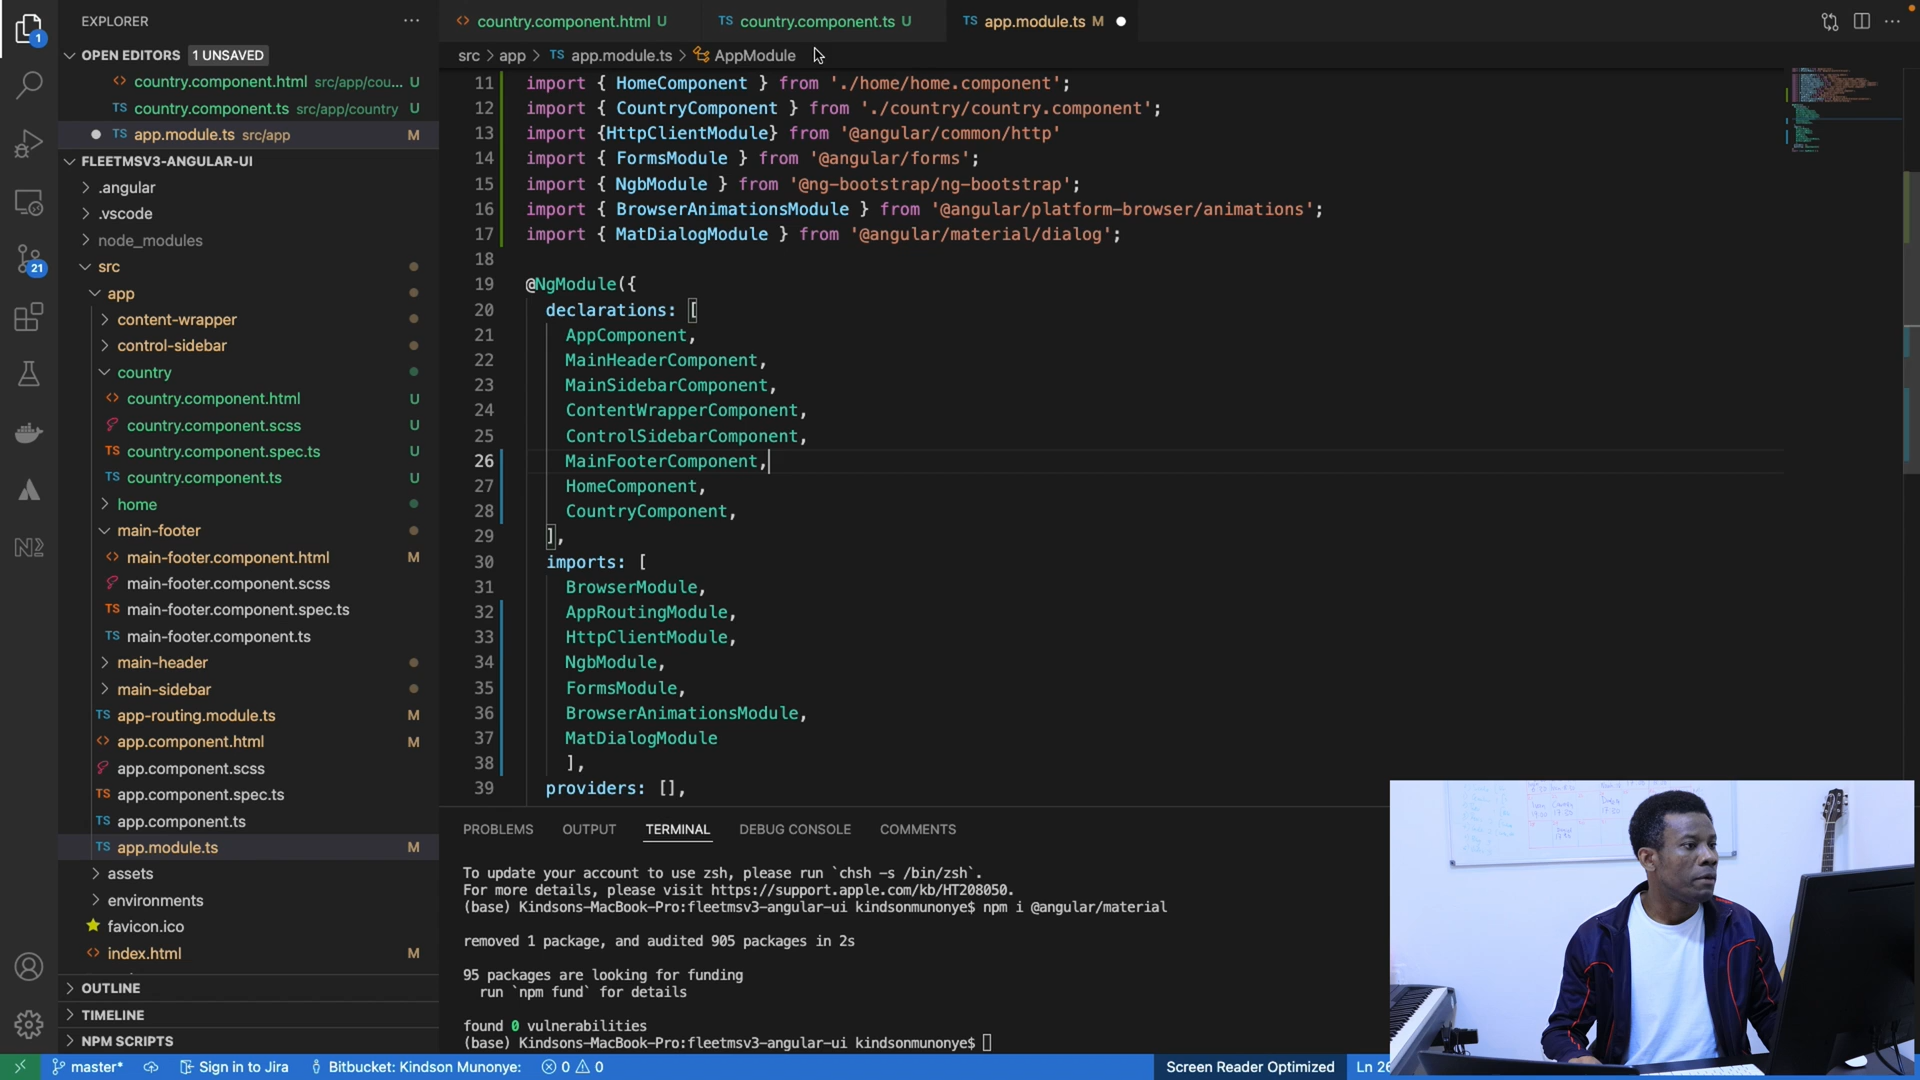 EXPLORER
OPEN EDITORS 1 UNSAVED
country.component.html src/app/cou... U
country.component.ts src/app/country U
app.module.ts src/app M
FLEETMSV3-ANGULAR-UI
.angular
.vscode
node_modules
src
app
content-wrapper
control-sidebar
country
country.component.html U
country.component.scss U
country.component.spec.ts U
country.component.ts U
home
main-footer
main-footer.component.html M
main-footer.component.scss
main-footer.component.spec.ts
main-footer.component.ts
main-header
main-sidebar
app-routing.module.ts M
app.component.html M
app.component.scss
app.component.spec.ts
app.component.ts
app.module.ts M
assets
environments
favicon.ico
index.html M
OUTLINE
TIMELINE
NPM SCRIPTS
1
21
country.component.html U
TS country.component.ts U
TS app.module.ts M
src > app > TS app.module.ts > AppModule
11 import { HomeComponent } from './home/home.component';
12 import { CountryComponent } from './country/country.component';
13 import {HttpClientModule} from '@angular/common/http'
14 import { FormsModule } from '@angular/forms';
15 import { NgbModule } from '@ng-bootstrap/ng-bootstrap';
16 import { BrowserAnimationsModule } from '@angular/platform-browser/animations';
17 import { MatDialogModule } from '@angular/material/dialog';
18
19 @NgModule({
20 declarations: [
21 AppComponent,
22 MainHeaderComponent,
23 MainSidebarComponent,
24 ContentWrapperComponent,
25 ControlSidebarComponent,
26 MainFooterComponent,
27 HomeComponent,
28 CountryComponent,
29 ],
30 imports: [
31 BrowserModule,
32 AppRoutingModule,
33 HttpClientModule,
34 NgbModule,
35 FormsModule,
36 BrowserAnimationsModule,
37 MatDialogModule
38 ],
39 providers: [],
PROBLEMS OUTPUT TERMINAL DEBUG CONSOLE COMMENTS
To update your account to use zsh, please run `chsh -s /bin/zsh`.
For more details, please visit https://support.apple.com/kb/HT208050.
(base) Kindsons-MacBook-Pro:fleetmsv3-angular-ui kindsonmunonye$ npm i @angular/material
removed 1 package, and audited 905 packages in 2s
95 packages are looking for funding
run `npm fund` for details
found 0 vulnerabilities
(base) Kindsons-MacBook-Pro:fleetmsv3-angular-ui kindsonmunonye$
master* Sign in to Jira Bitbucket: Kindson Munonye: 0 0 Screen Reader Optimized Ln 26